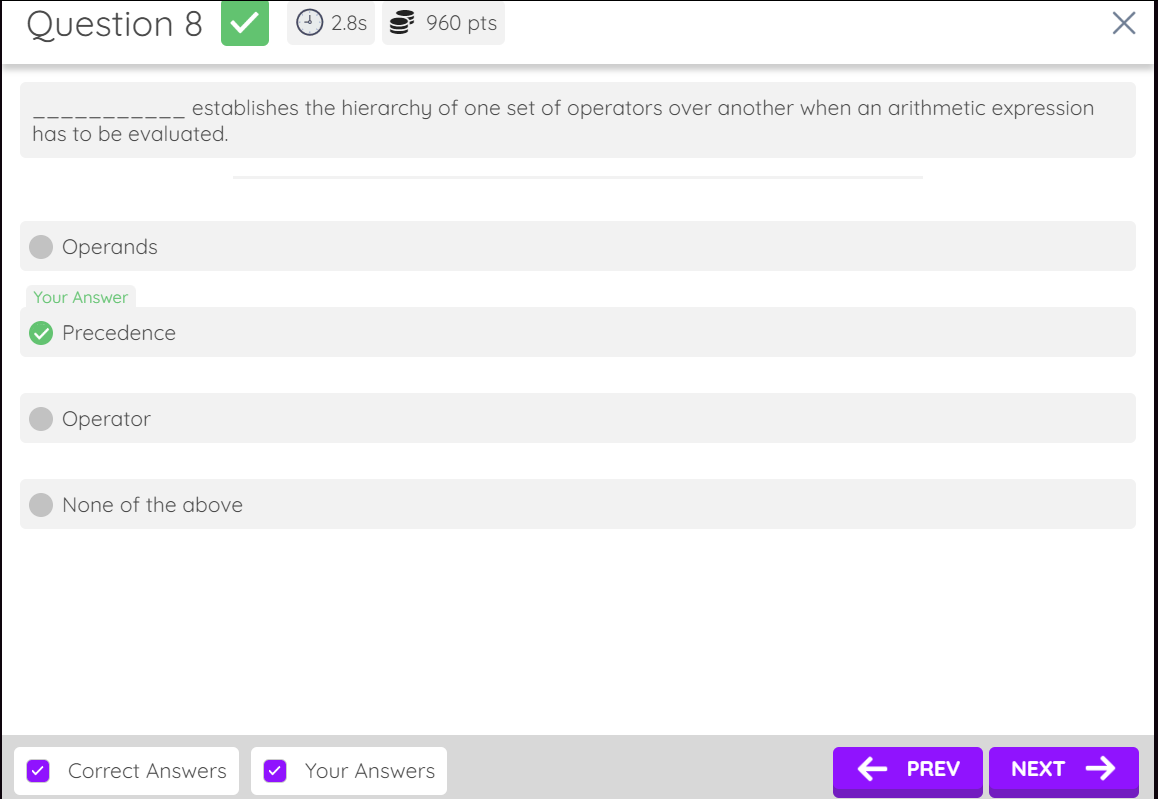 Question 8
2.8s
960 pts
___________ establishes the hierarchy of one set of operators over another when an arithmetic expression
has to be evaluated.
Operands
Your Answer
Precedence
Operator
None of the above
Correct Answers
Your Answers
PREV
NEXT